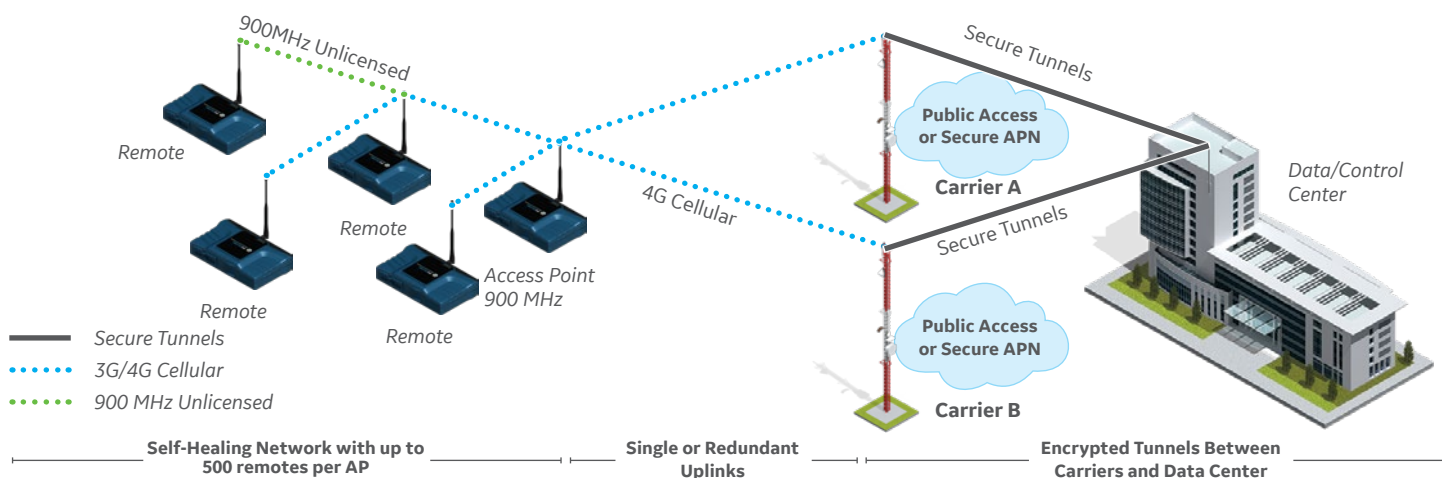 900MHz Unlicensed
Secure Tunnels
Public Access
or Secure APN
Carrier A
Remote
Data/Control
Center
4G Cellular
Secure Tunnels
Remote
Access Point
900 MHz
Remote
Remote
Public Access
or Secure APN
Carrier B
Secure Tunnels
3G/4G Cellular
900 MHz Unlicensed
Self-Healing Network with up to
500 remotes per AP
Single or Redundant
Uplinks
Encrypted Tunnels Between
Carriers and Data Center